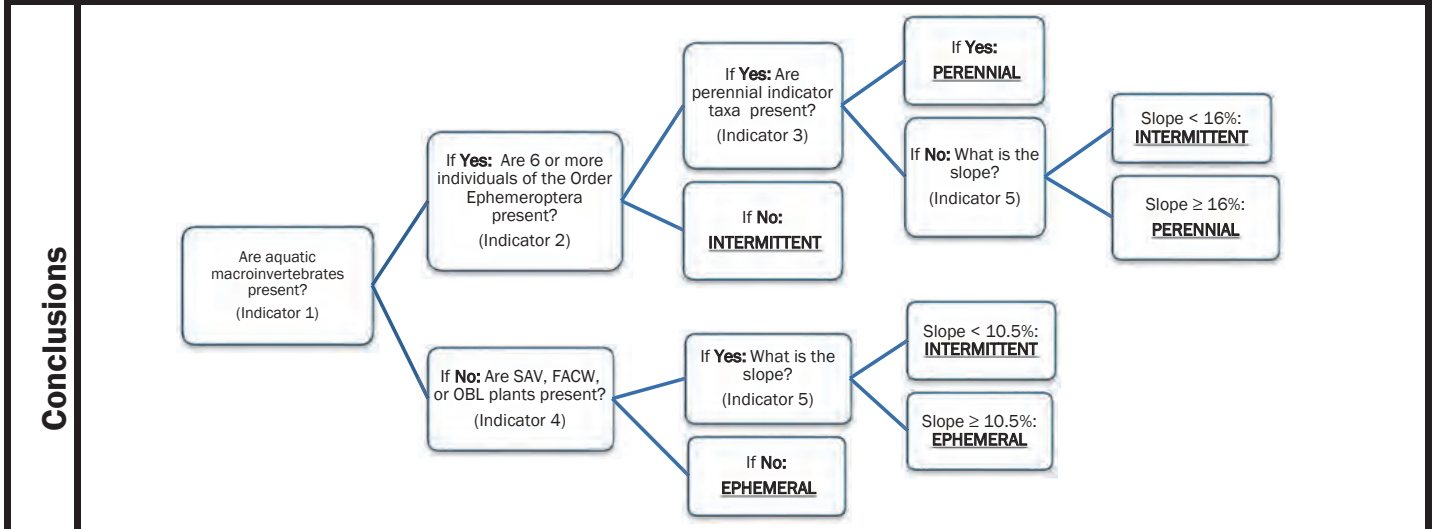 Conclusions
Are aquatic
macroinvertebrates
present?
(Indicator 1)
If Yes: Are 6 or more
individuals of the Order
Ephemeroptera
present?
(Indicator 2)
If Yes: Are
perennial indicator
taxa present?
(Indicator 3)
If Yes:
PERENNIAL
If No: What is the
slope?
(Indicator 5)
Slope < 16%:
INTERMITTENT
Slope ≥ 16%:
PERENNIAL
If No:
INTERMITTENT
If No: Are SAV, FACW,
or OBL plants present?
(Indicator 4)
If Yes: What is the
slope?
(Indicator 5)
Slope < 10.5%:
INTERMITTENT
Slope ≥ 10.5%:
EPHEMERAL
If No:
EPHEMERAL